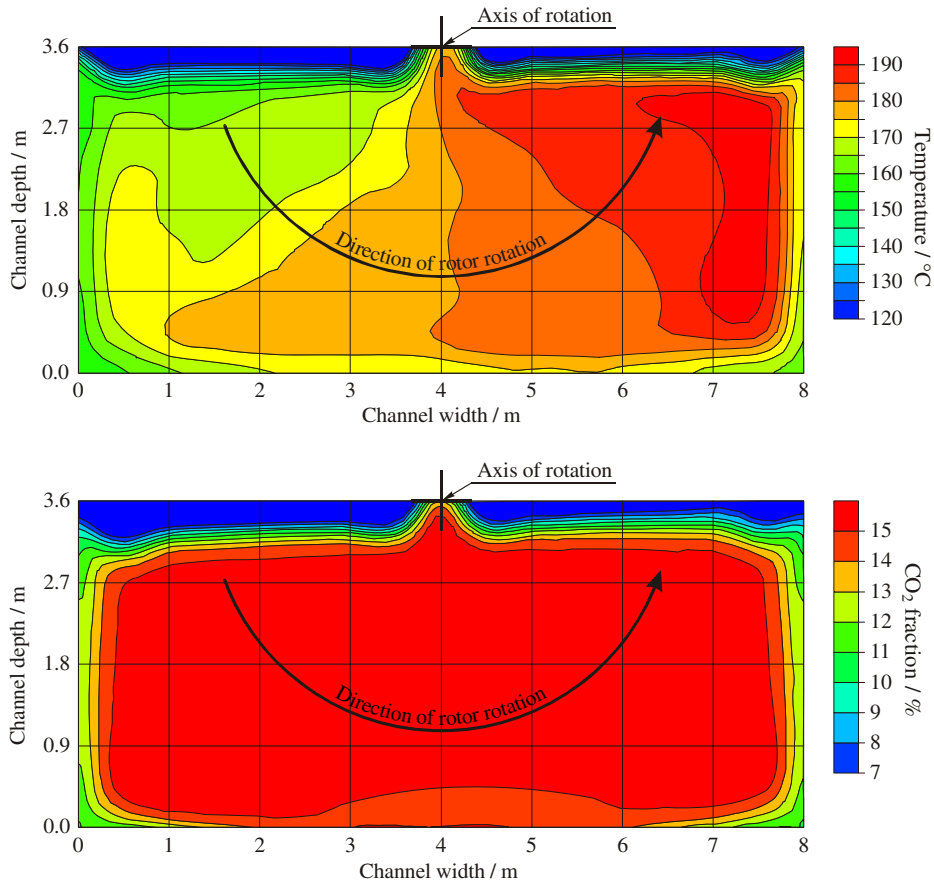 Axis of rotation
3.6
2.7
1.8
0.9
0.0
Channel depth / m
Direction of rotor rotation
0 1 2 3 4 5 6 7 8
Channel width / m
190
180
170
160
150
140
130
120
Temperature / °C
Axis of rotation
3.6
2.7
1.8
0.9
0.0
Channel depth / m
Direction of rotor rotation
0 1 2 3 4 5 6 7 8
Channel width / m
15
14
13
12
11
10
9
8
7
CO₂ fraction / %